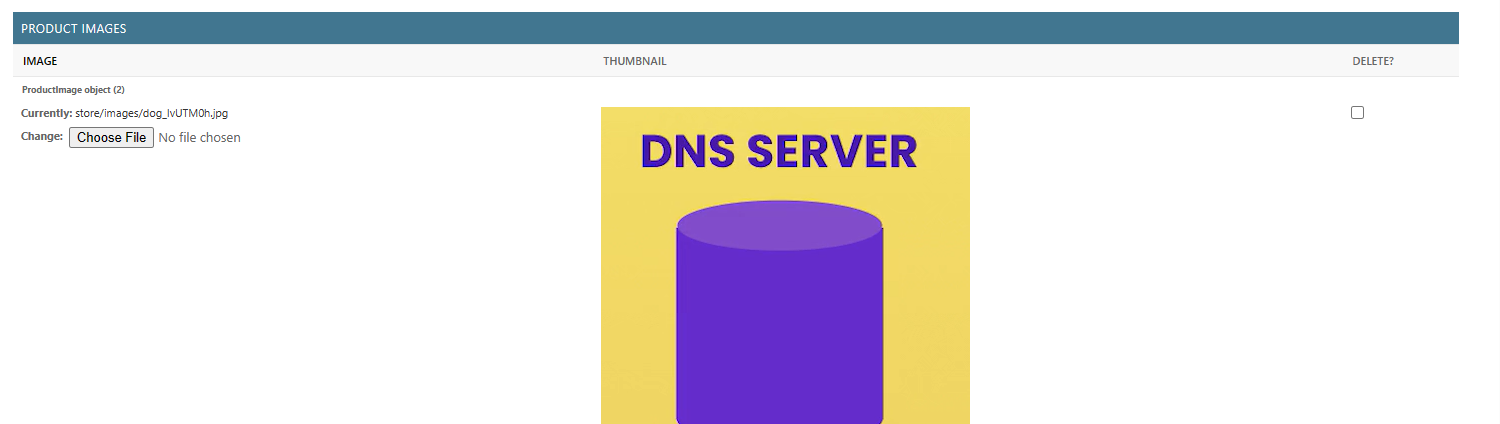 PRODUCT IMAGES
IMAGE THUMBNAIL DELETE?
ProductImage object (2)
Currently: store/images/dog_IvUTM0h.jpg
Change: Choose File No file chosen
DNS SERVER